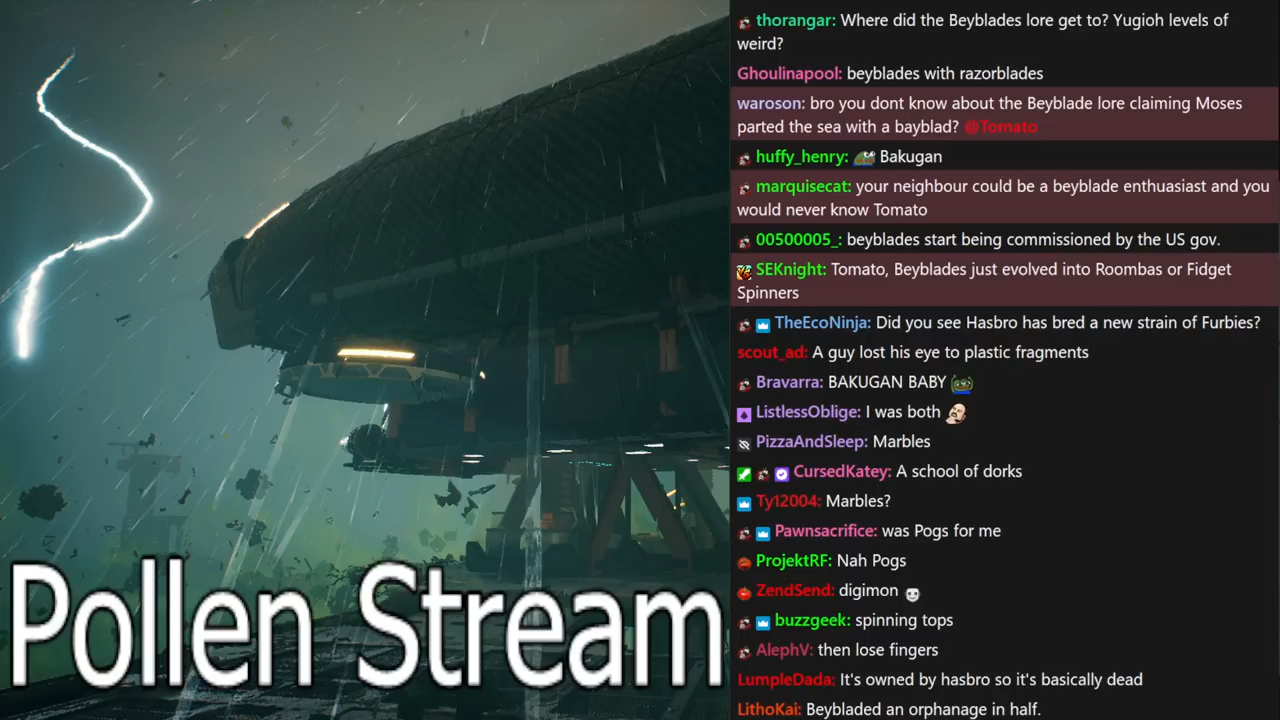 thorangar: Where did the Beyblades lore get to? Yugioh levels of
weird?
Ghoulinapool: beyblades with razorblades
waroson: bro you dont know about the Beyblade lore claiming Moses
parted the sea with a bayblad? @Tomato
huffy_henry: Bakugan
marquisecat: your neighbour could be a beyblade enthusiast and you
would never know Tomato
00500005_: beyblades start being commissioned by the US gov.
SEKnight: Tomato, Beyblades just evolved into Roombas or Fidget
Spinners
TheEcoNinja: Did you see Hasbro has bred a new strain of Furbies?
scout_ad: A guy lost his eye to plastic fragments
Bravarra: BAKUGAN BABY
ListlessOblige: I was both
PizzaAndSleep: Marbles
CursedKatey: A school of dorks
Ty12004: Marbles?
Pawnsacrifice: was Pogs for me
ProjektRF: Nah Pogs
ZendSend: digimon
buzzgeek: spinning tops
AlephV: then lose fingers
LumpleDada: It's owned by hasbro so it's basically dead
LithoKai: Beybladed an orphanage in half.
Pollen Stream